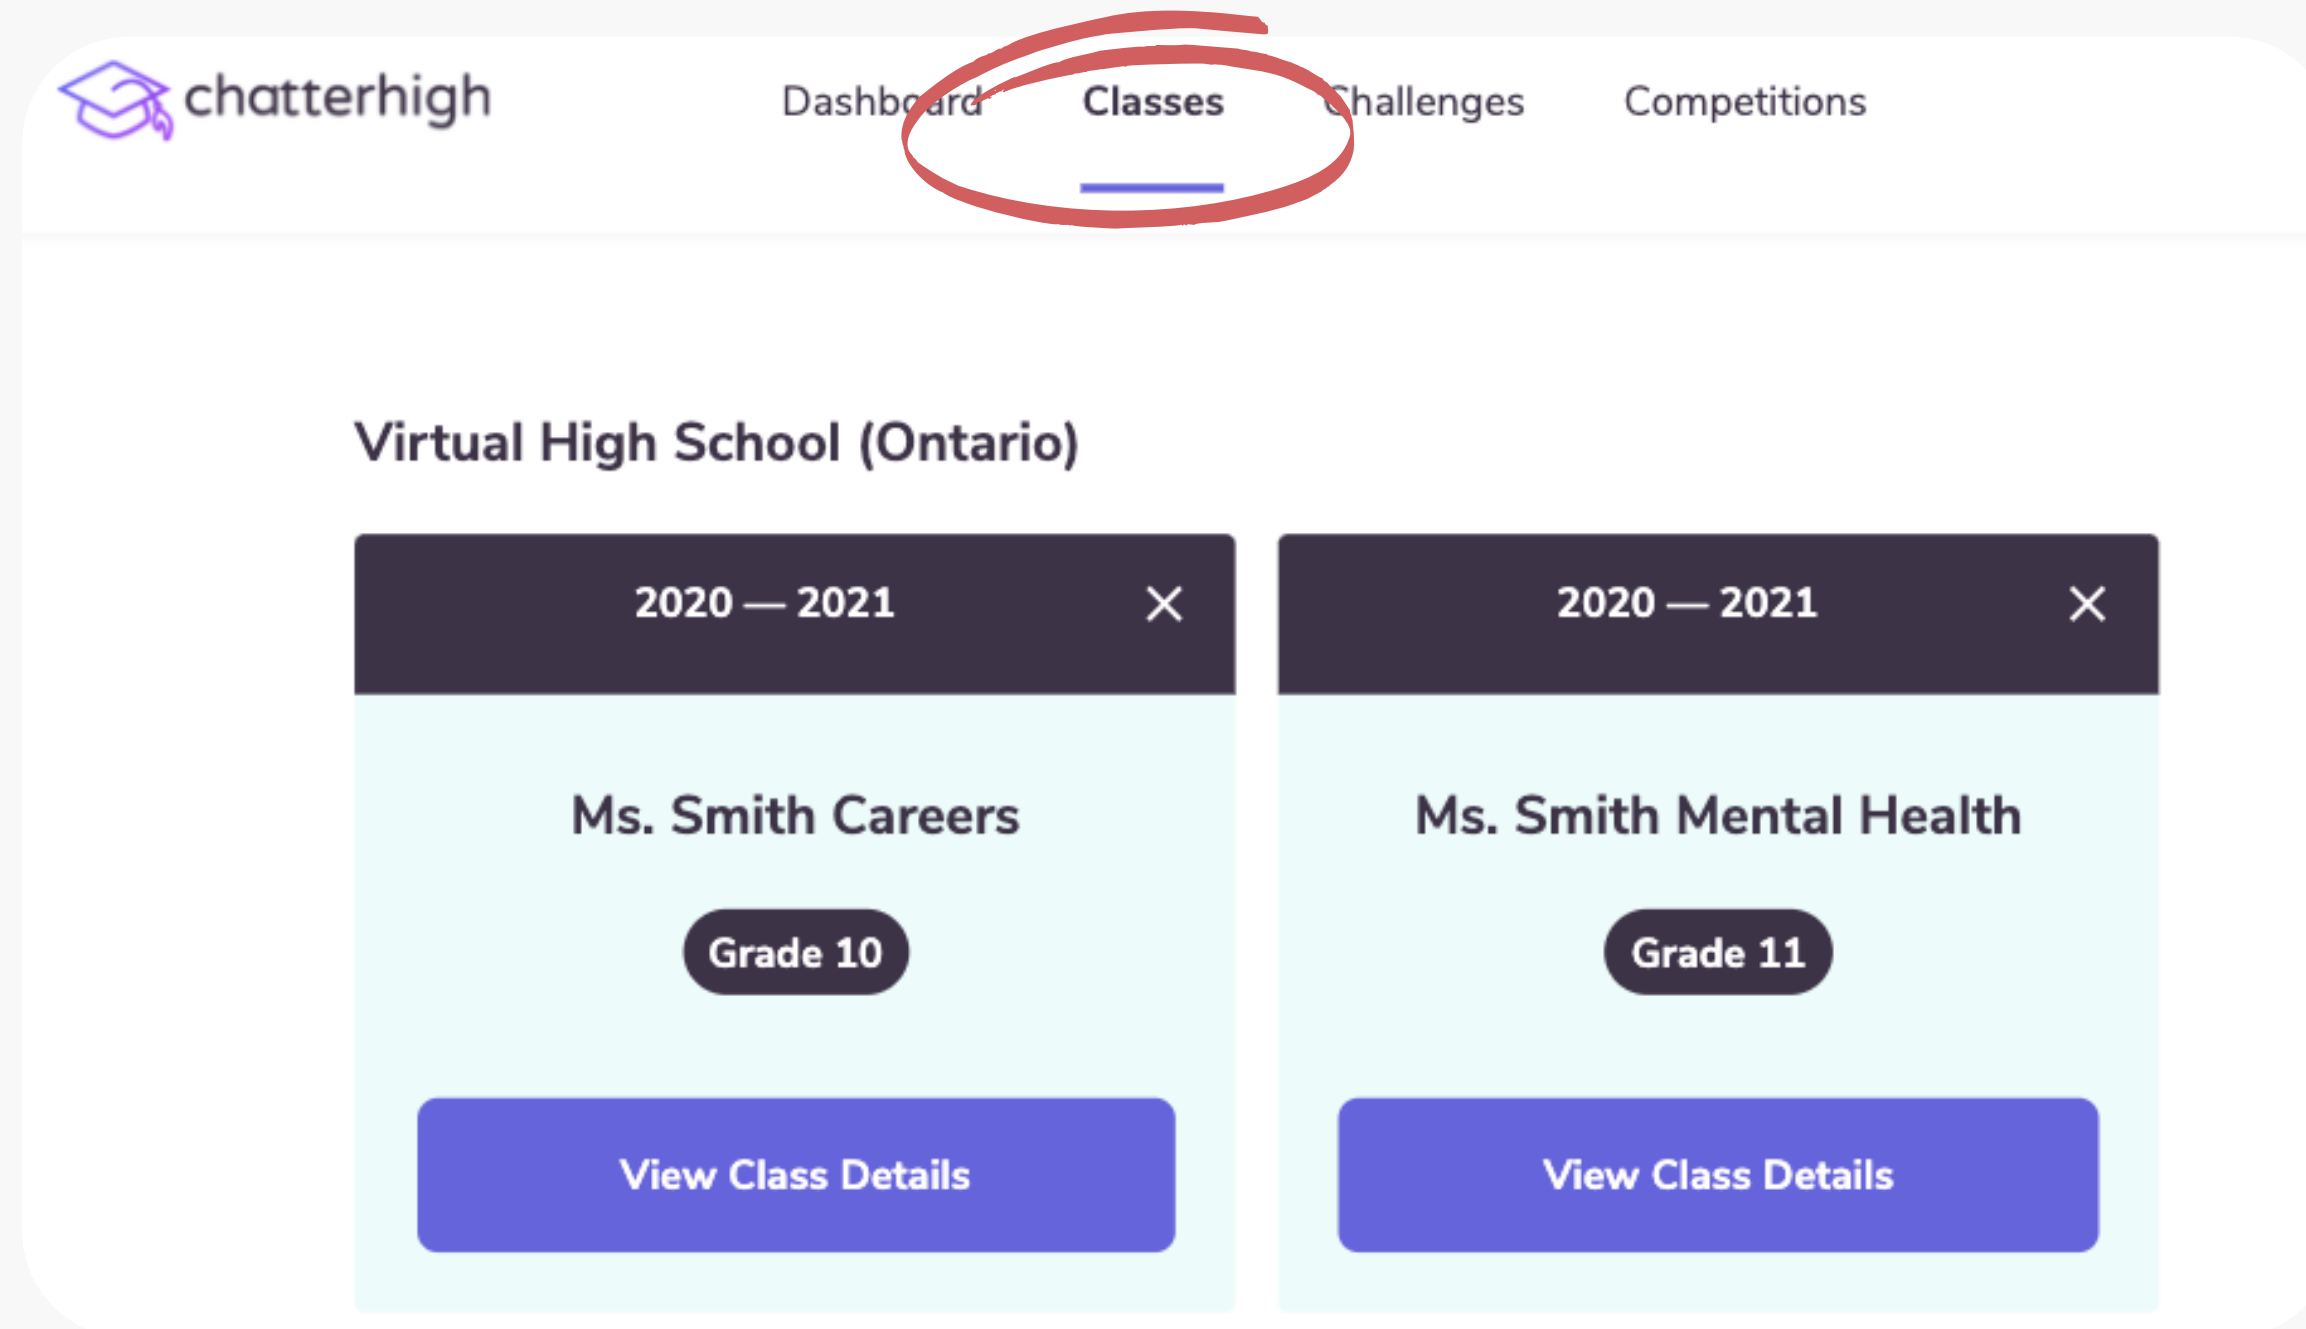 chatterhigh
Dashboard Classes Challenges Competitions
Virtual High School (Ontario)
2020 — 2021
Ms. Smith Careers
Grade 10
View Class Details
2020 — 2021
Ms. Smith Mental Health
Grade 11
View Class Details